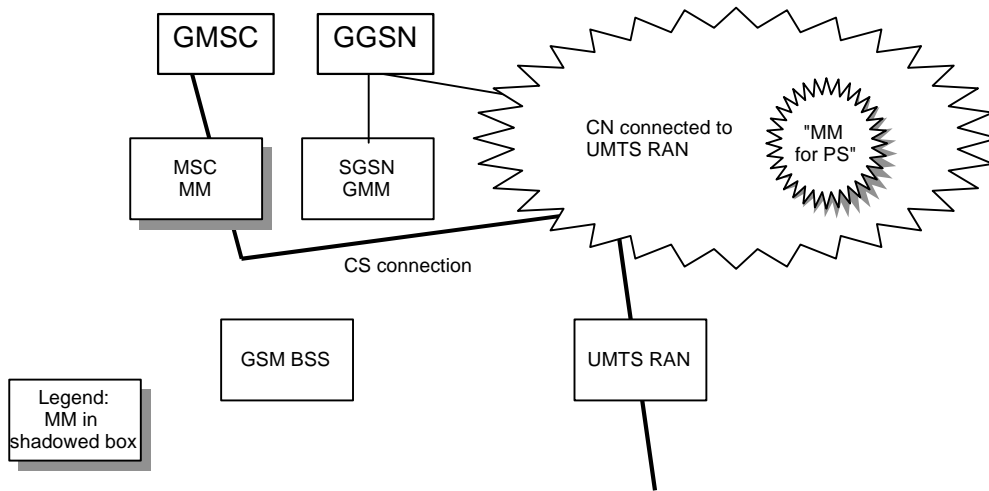 GMSC
GGSN
MSC
MM
SGSN
GMM
CN connected to
UMTS RAN
"MM
for PS"
CS connection
GSM BSS
UMTS RAN
Legend:
MM in
shadowed box